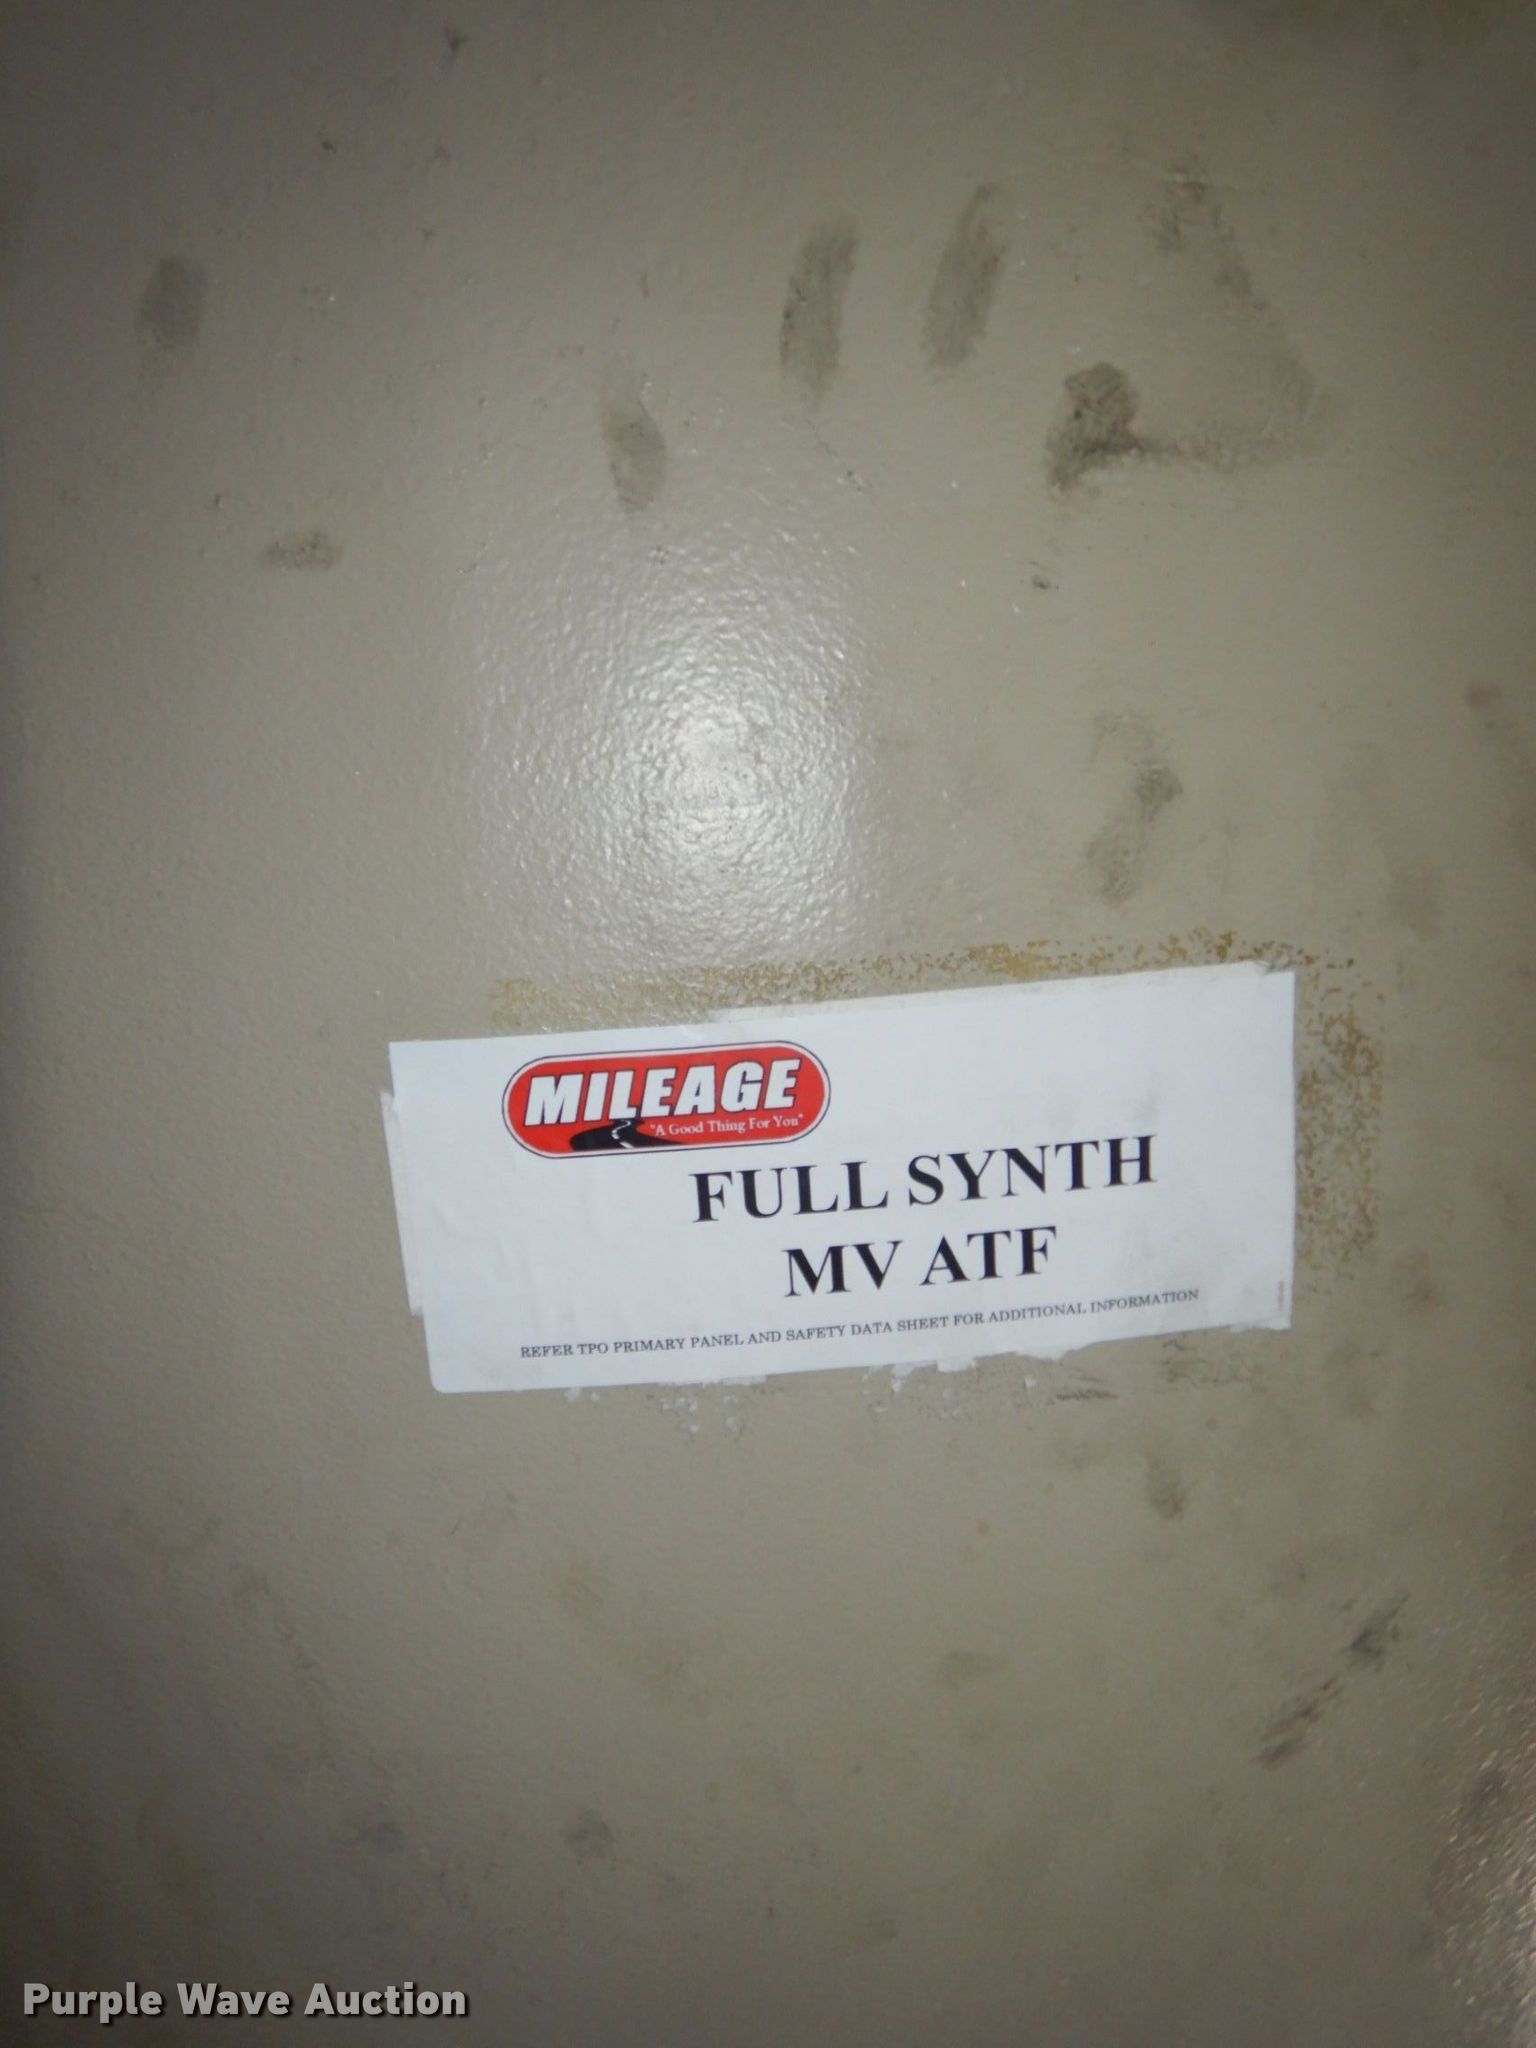 MILEAGE
"A Good Thing For You"
FULL SYNTH
MV ATF
REFER TPO PRIMARY PANEL AND SAFETY DATA SHEET FOR ADDITIONAL INFORMATION
Purple Wave Auction